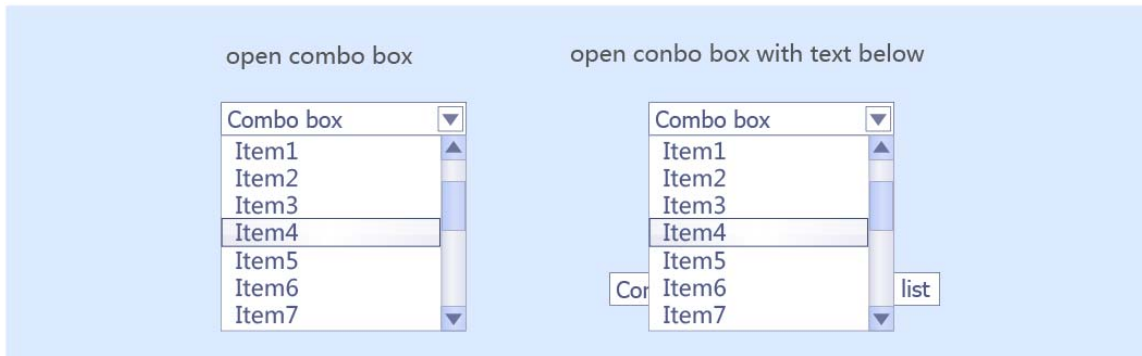 open combo box
Combo box
Item1
Item2
Item3
Item4
Item5
Item6
Item7
open conbo box with text below
Combo box
Item1
Item2
Item3
Item4
Item5
Item6
Item7
list